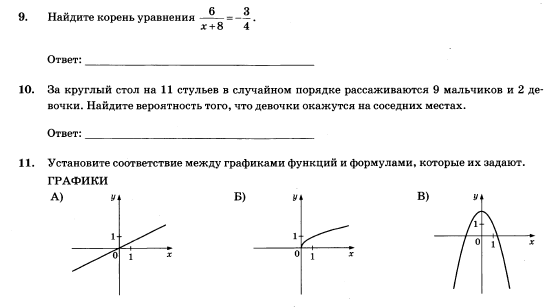 9. Найдите корень уравнения 6/(x+8) = −3/4.
Ответ:
10. За круглый стол на 11 стульев в случайном порядке рассаживаются 9 мальчиков и 2 де-
вочки. Найдите вероятность того, что девочки окажутся на соседних местах.
Ответ:
11. Установите соответствие между графиками функций и формулами, которые их задают.
ГРАФИКИ
А) Б) В)
y y y
1 1 1
0 1 x 0 1 x 0 1 x